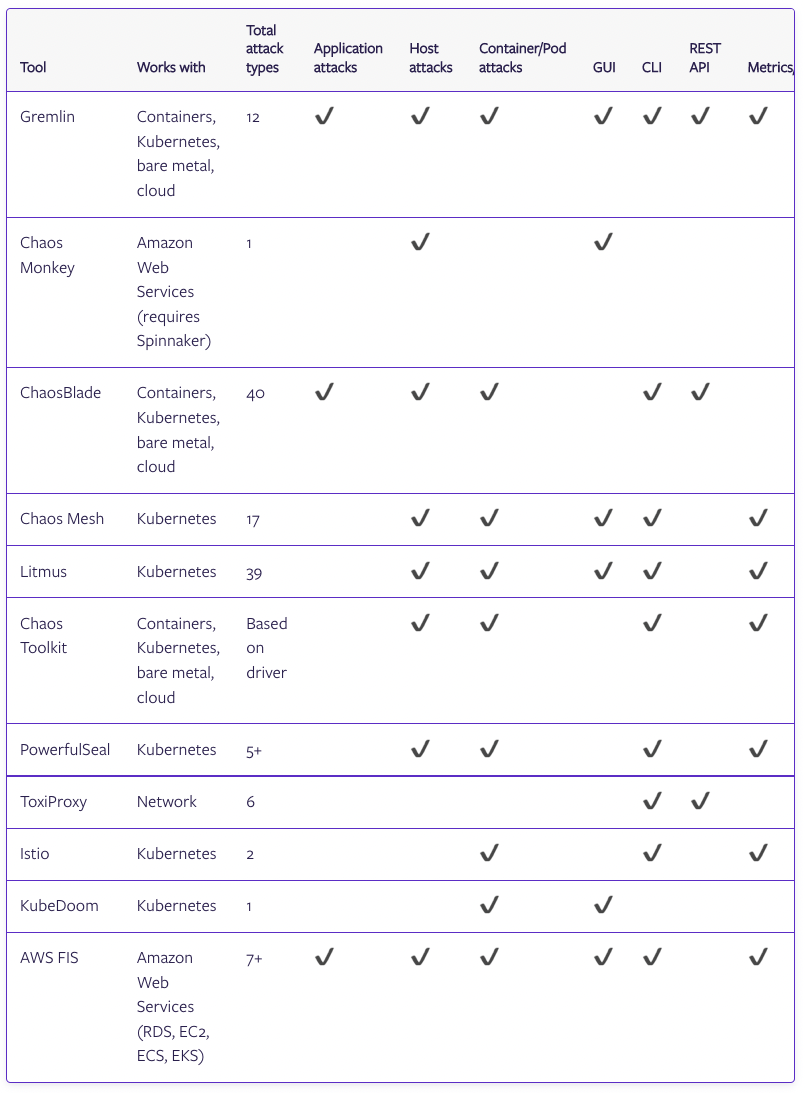 Tool Works with Total attack types Application attacks Host attacks Container/Pod attacks GUI CLI REST API Metrics/
Gremlin Containers, Kubernetes, bare metal, cloud 12 ✔ ✔ ✔ ✔ ✔ ✔ ✔
Chaos Monkey Amazon Web Services (requires Spinnaker) 1 ✔ ✔
ChaosBlade Containers, Kubernetes, bare metal, cloud 40 ✔ ✔ ✔ ✔ ✔
Chaos Mesh Kubernetes 17 ✔ ✔ ✔ ✔ ✔
Litmus Kubernetes 39 ✔ ✔ ✔ ✔ ✔
Chaos Toolkit Containers, Kubernetes, bare metal, cloud Based on driver ✔ ✔ ✔ ✔
PowerfulSeal Kubernetes 5+ ✔ ✔ ✔ ✔
ToxiProxy Network 6 ✔ ✔
Istio Kubernetes 2 ✔ ✔ ✔
KubeDoom Kubernetes 1 ✔ ✔
AWS FIS Amazon Web Services (RDS, EC2, ECS, EKS) 7+ ✔ ✔ ✔ ✔ ✔ ✔